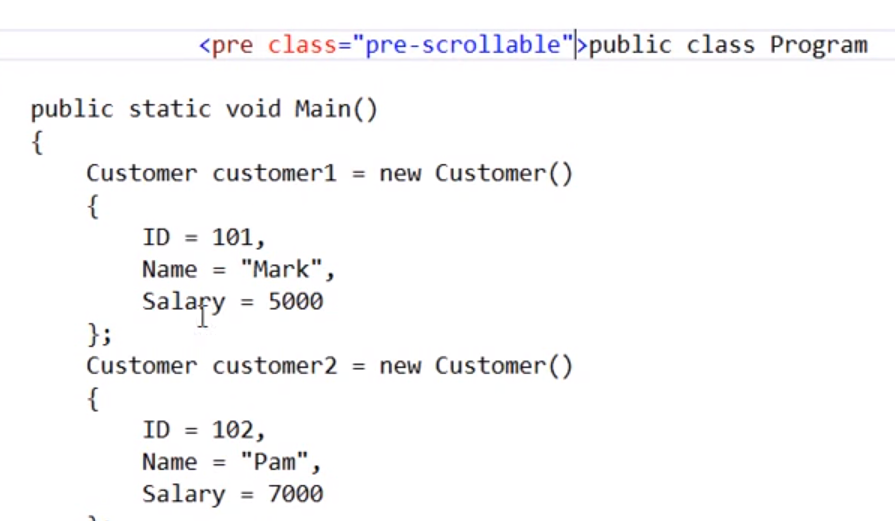 <pre class="pre-scrollable">public class Program
public static void Main()
{
Customer customer1 = new Customer()
{
ID = 101,
Name = "Mark",
Salary = 5000
};
Customer customer2 = new Customer()
{
ID = 102,
Name = "Pam",
Salary = 7000